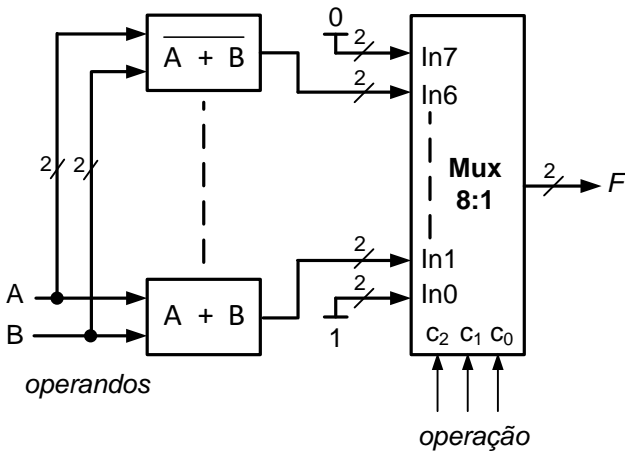 0
2
In7
A + B
2
In6
2
2
Mux
8:1
2
F
2
In1
A
A + B
2
In0
B
1
c₂ c₁ c₀
operandos
operação